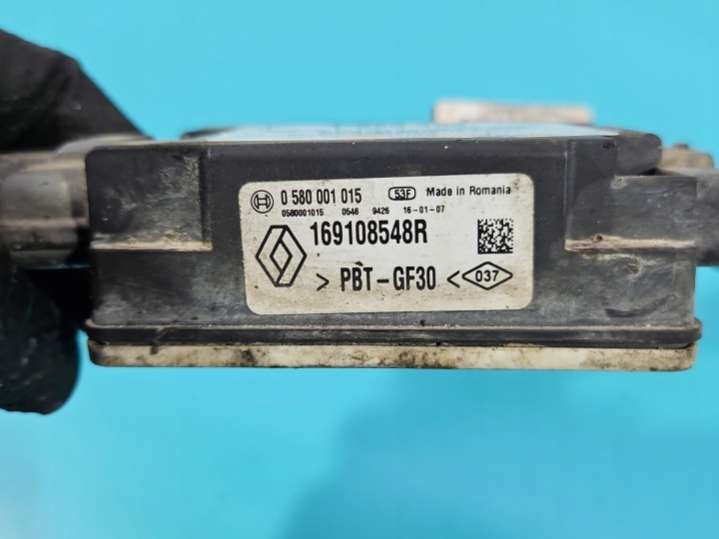 0 580 001 015 53F Made in Romania
0580001015 0546 9426 16-01-07
169108548R
> PBT-GF30 < 037